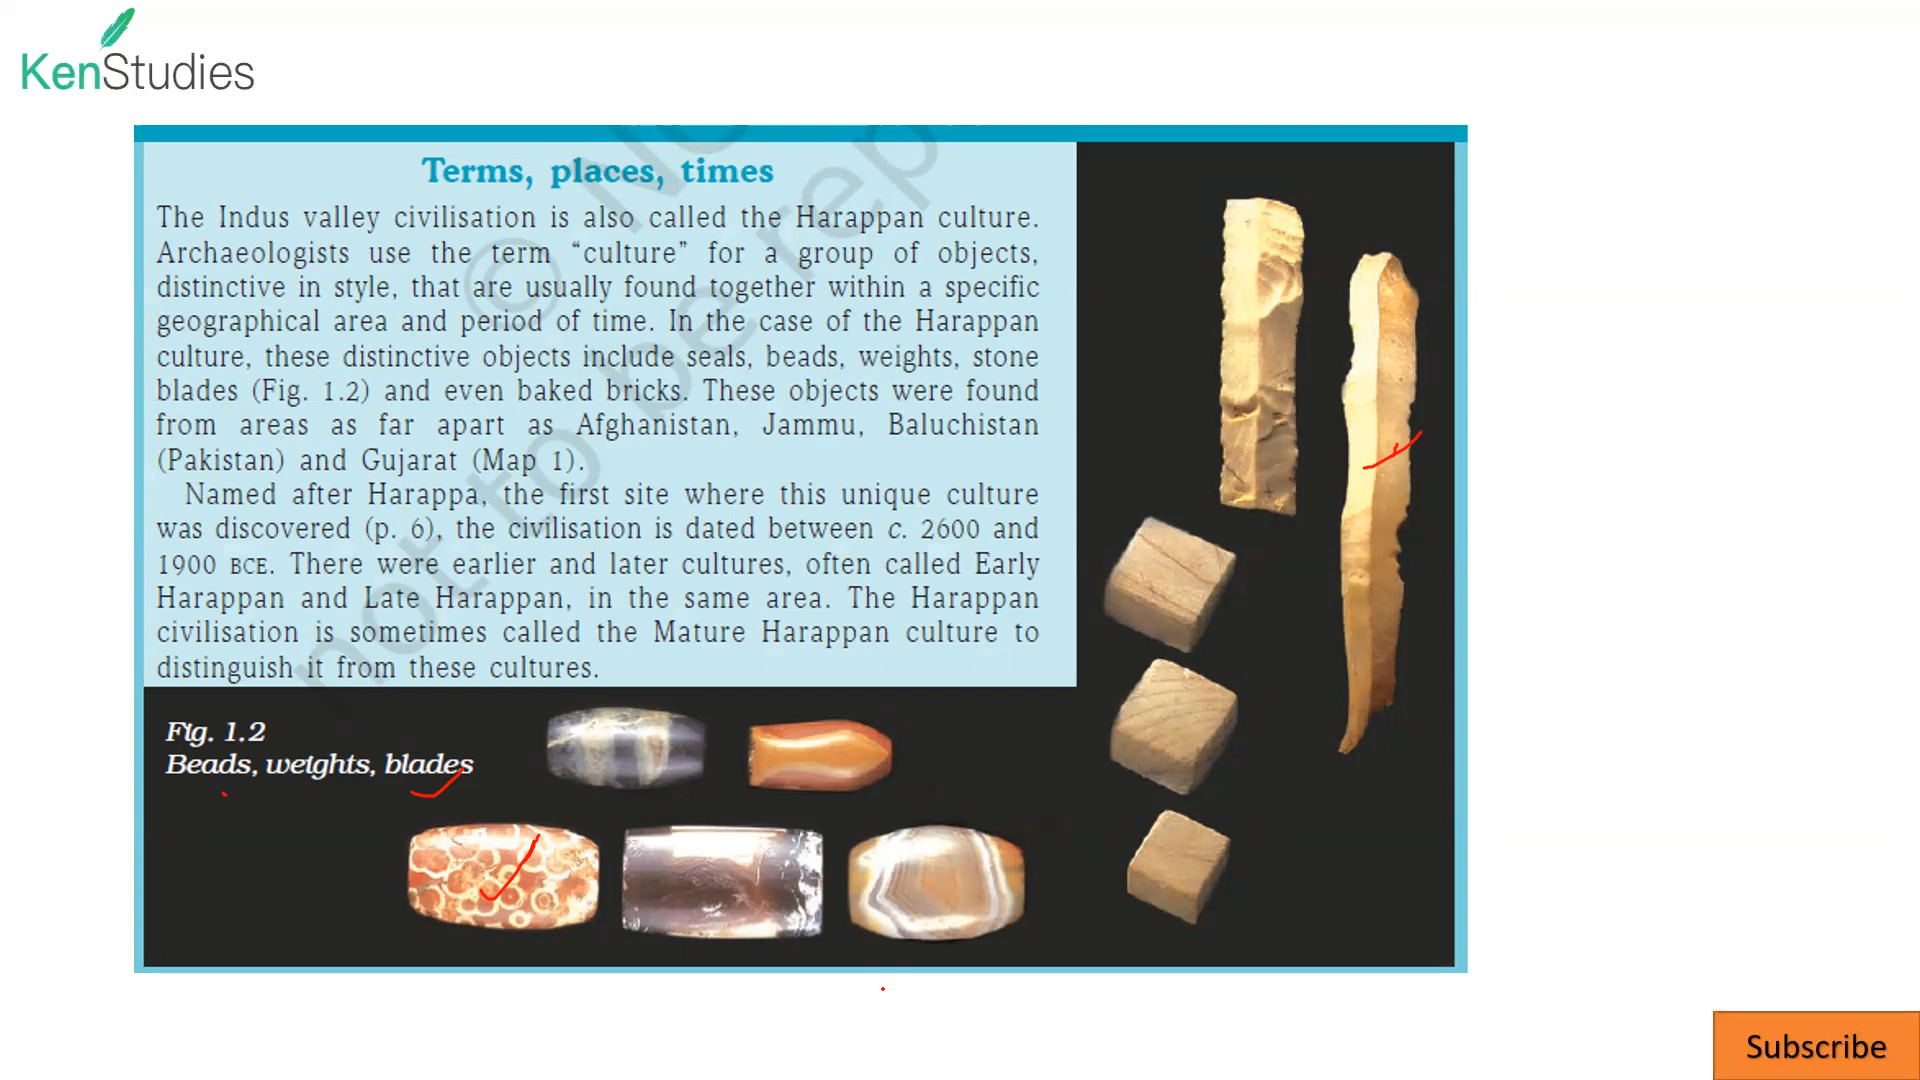 KenStudies
Terms, places, times
The Indus valley civilisation is also called the Harappan culture.
Archaeologists use the term “culture” for a group of objects,
distinctive in style, that are usually found together within a specific
geographical area and period of time. In the case of the Harappan
culture, these distinctive objects include seals, beads, weights, stone
blades (Fig. 1.2) and even baked bricks. These objects were found
from areas as far apart as Afghanistan, Jammu, Baluchistan
(Pakistan) and Gujarat (Map 1).
Named after Harappa, the first site where this unique culture
was discovered (p. 6), the civilisation is dated between c. 2600 and
1900 BCE. There were earlier and later cultures, often called Early
Harappan and Late Harappan, in the same area. The Harappan
civilisation is sometimes called the Mature Harappan culture to
distinguish it from these cultures.
Fig. 1.2
Beads, weights, blades
© 
not to be rep
Subscribe